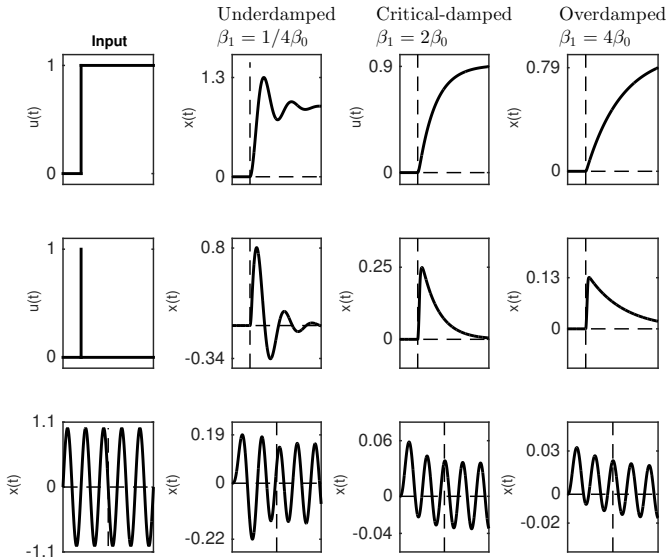 Underdamped
β₁ = 1/4β₀
Critical-damped
β₁ = 2β₀
Overdamped
β₁ = 4β₀
Input
1
0
u(t)
1.3
0
x(t)
0.9
0
u(t)
0.79
0
x(t)
1
0
u(t)
0.8
-0.34
x(t)
0.25
0
x(t)
0.13
0
x(t)
1.1
0
-1.1
x(t)
0.19
0
-0.22
x(t)
0.06
0
-0.04
x(t)
0.03
0
-0.02
x(t)